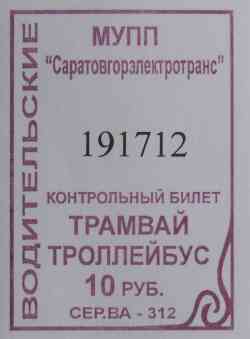 ВОДИТЕЛЬСКИЕ
МУПП
"Саратовгорэлектротранс"
191712
КОНТРОЛЬНЫЙ БИЛЕТ
ТРАМВАЙ
ТРОЛЛЕЙБУС
10 РУБ.
СЕР.ВА - 312